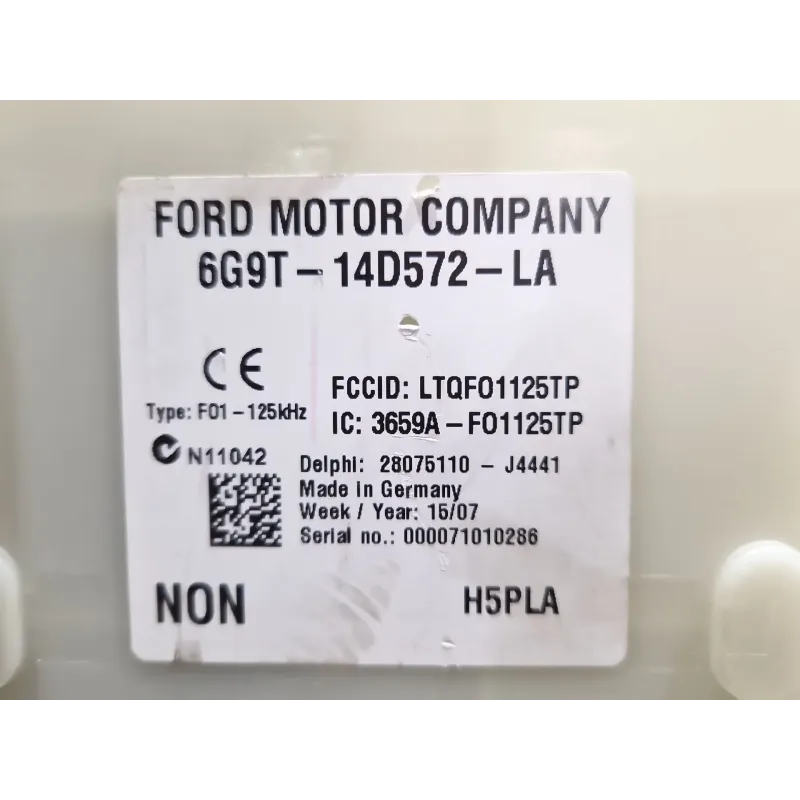 FORD MOTOR COMPANY
6G9T - 14D572 - LA
CE
Type: F01 - 125kHz
FCCID: LTQFO1125TP
IC: 3659A - FO1125TP
N11042
Delphi: 28075110 - J4441
Made in Germany
Week / Year: 15/07
Serial no.: 000071010286
NON
H5PLA